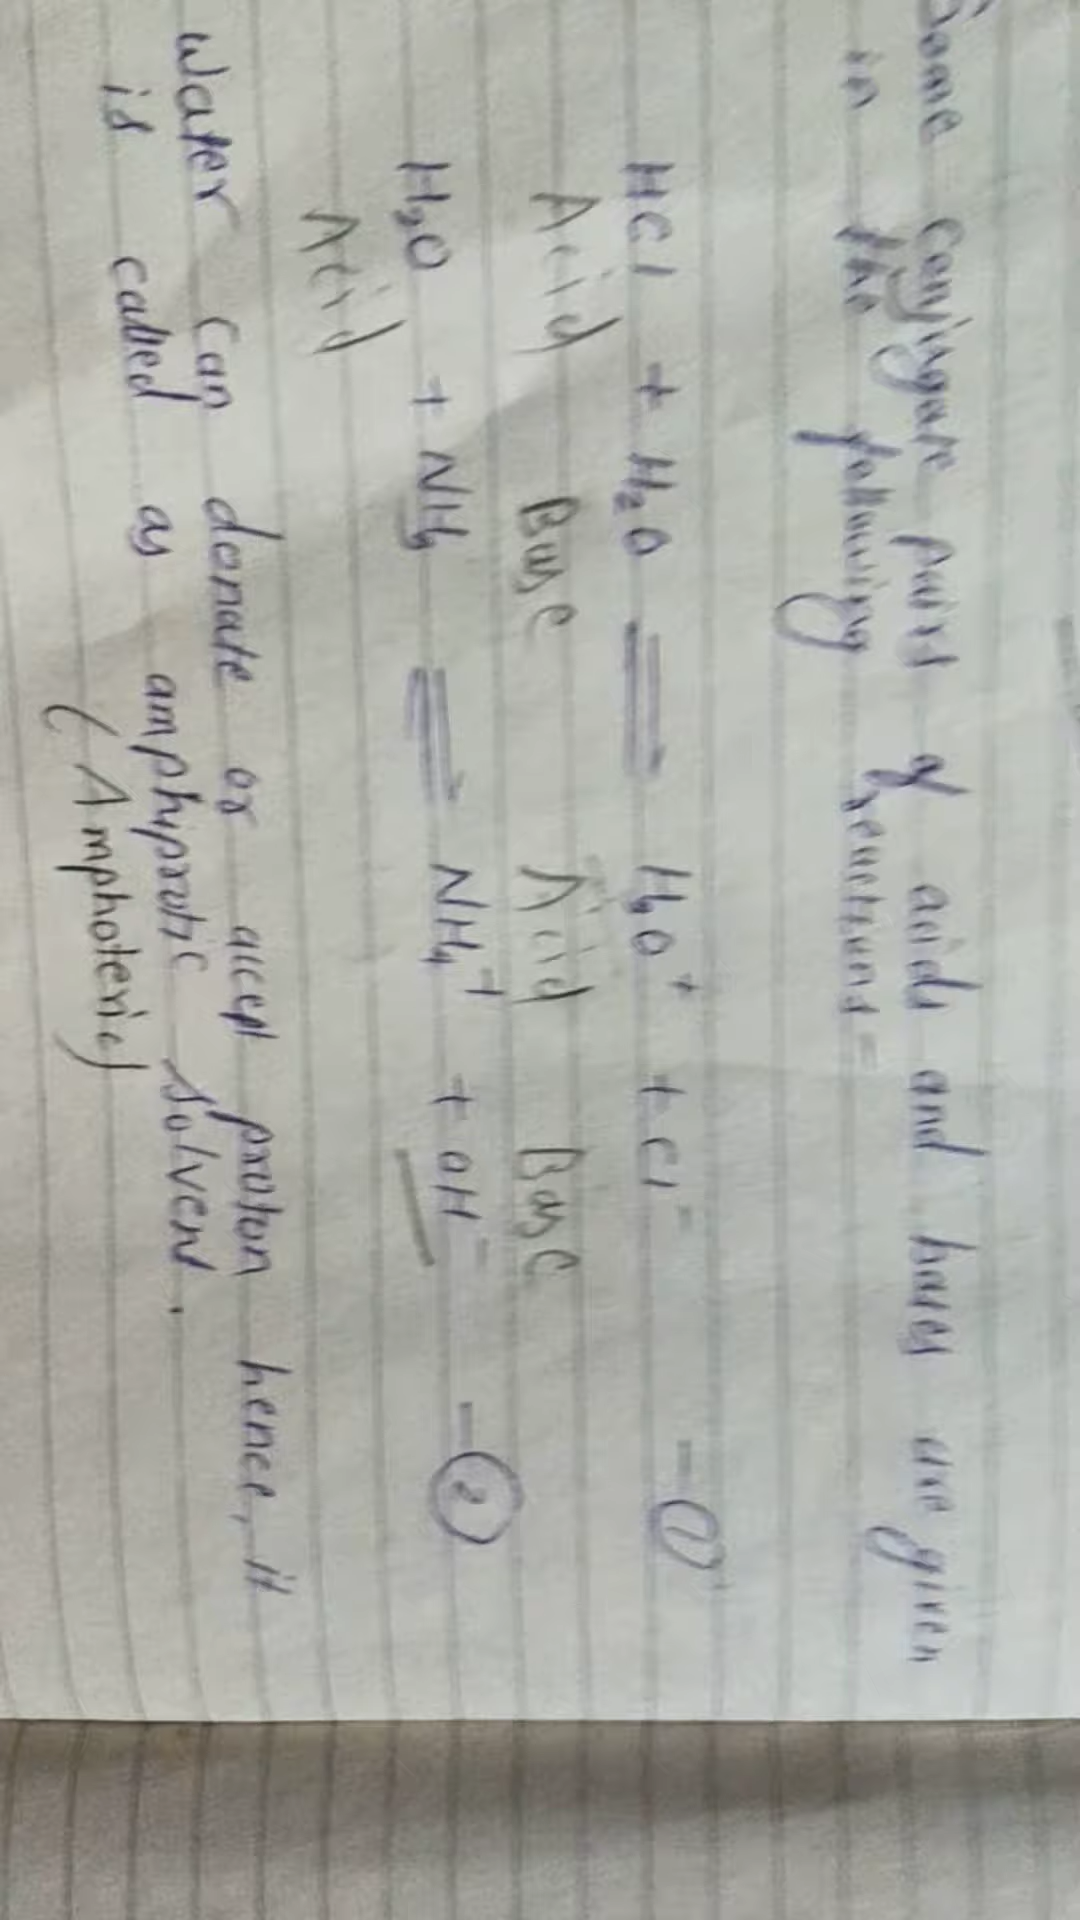 Some conjugate pairs of acids and bases are given
in the following reactions =
HCl + H₂O ⇌ H₃O⁺ + Cl⁻ - ①
Acid Base Acid Base
H₂O + NH₃ ⇌ NH₄⁺ + OH⁻ - ②
Acid
Water can donate or accept proton hence, it
is called as amphiprotic solvent.
(Amphoteric)